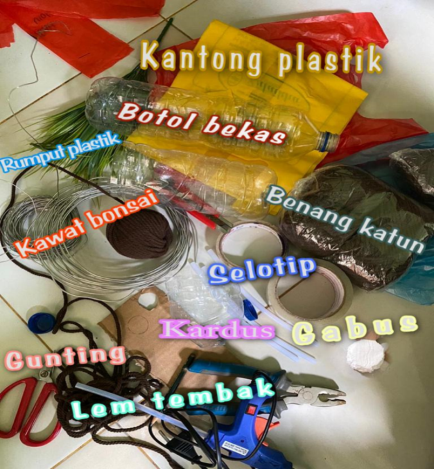 Kantong plastik
Botol bekas
Rumput plastik
Kawat bonsai
Benang katun
Selotip
Kardus
Gabus
Gunting
Lem tembak